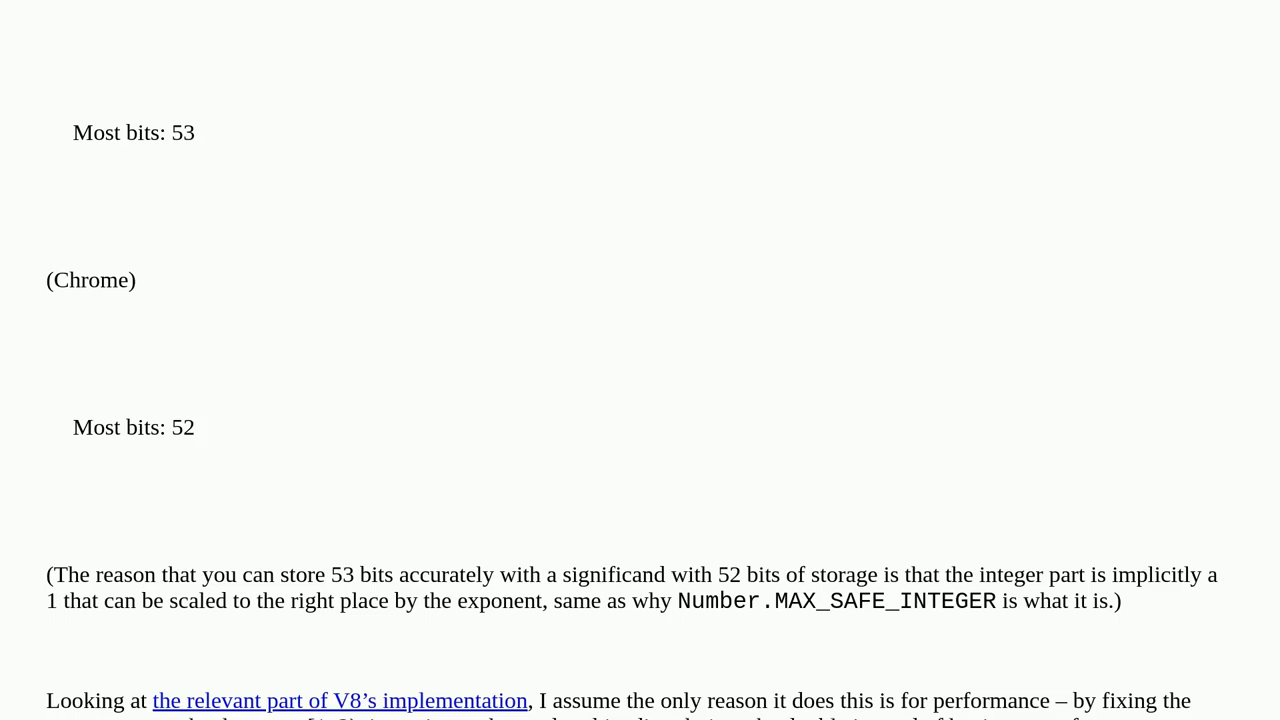 Most bits: 53
(Chrome)
Most bits: 52
(The reason that you can store 53 bits accurately with a significand with 52 bits of storage is that the integer part is implicitly a
1 that can be scaled to the right place by the exponent, same as why Number.MAX_SAFE_INTEGER is what it is.)
Looking at the relevant part of V8’s implementation, I assume the only reason it does this is for performance – by fixing the